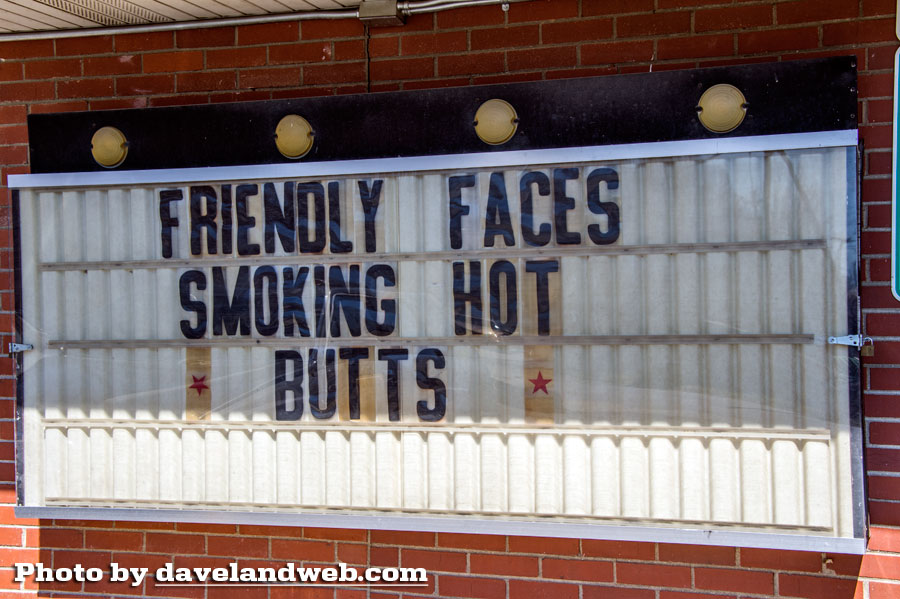 FRIENDLY FACES
SMOKING HOT
BUTTS
Photo by davelandweb.com